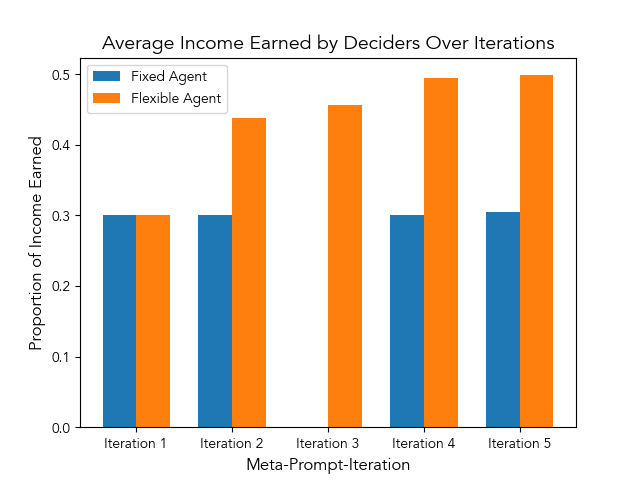 Average Income Earned by Deciders Over Iterations
Fixed Agent
Flexible Agent
Proportion of Income Earned
0.5
0.4
0.3
0.2
0.1
0.0
Iteration 1
Iteration 2
Iteration 3
Iteration 4
Iteration 5
Meta-Prompt-Iteration